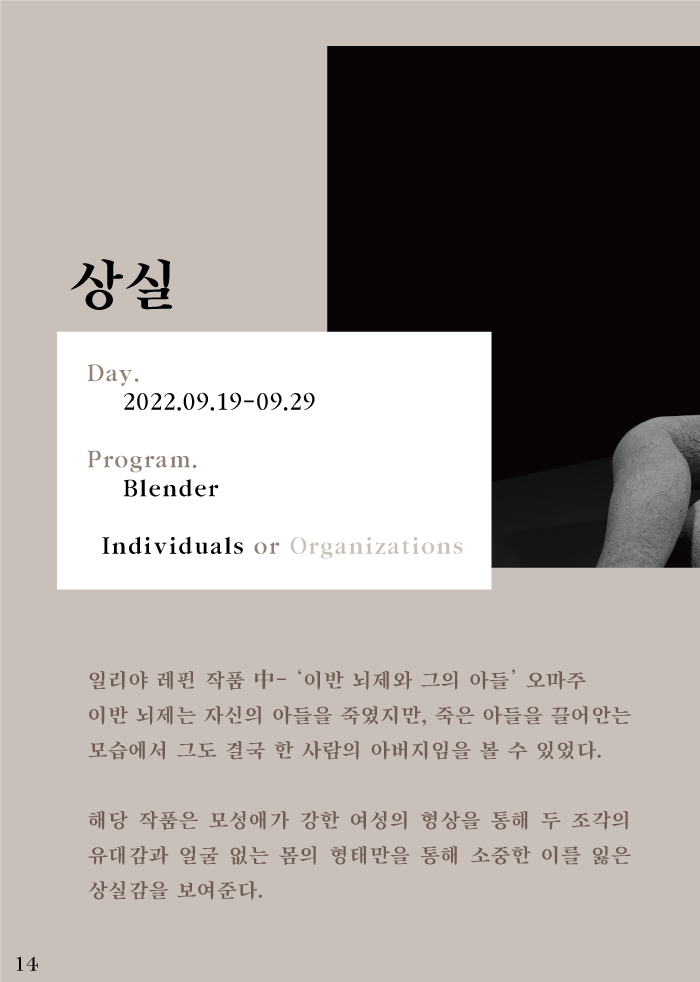 상실
Day.
2022.09.19-09.29
Program.
Blender
Individuals or Organizations
일리야 레핀 작품 中- ‘이반 뇌제와 그의 아들’ 오마주
이반 뇌제는 자신의 아들을 죽였지만, 죽은 아들을 끌어안는
모습에서 그도 결국 한 사람의 아버지임을 볼 수 있었다.
해당 작품은 모성애가 강한 여성의 형상을 통해 두 조각의
유대감과 얼굴 없는 몸의 형태만을 통해 소중한 이를 잃은
상실감을 보여준다.
14